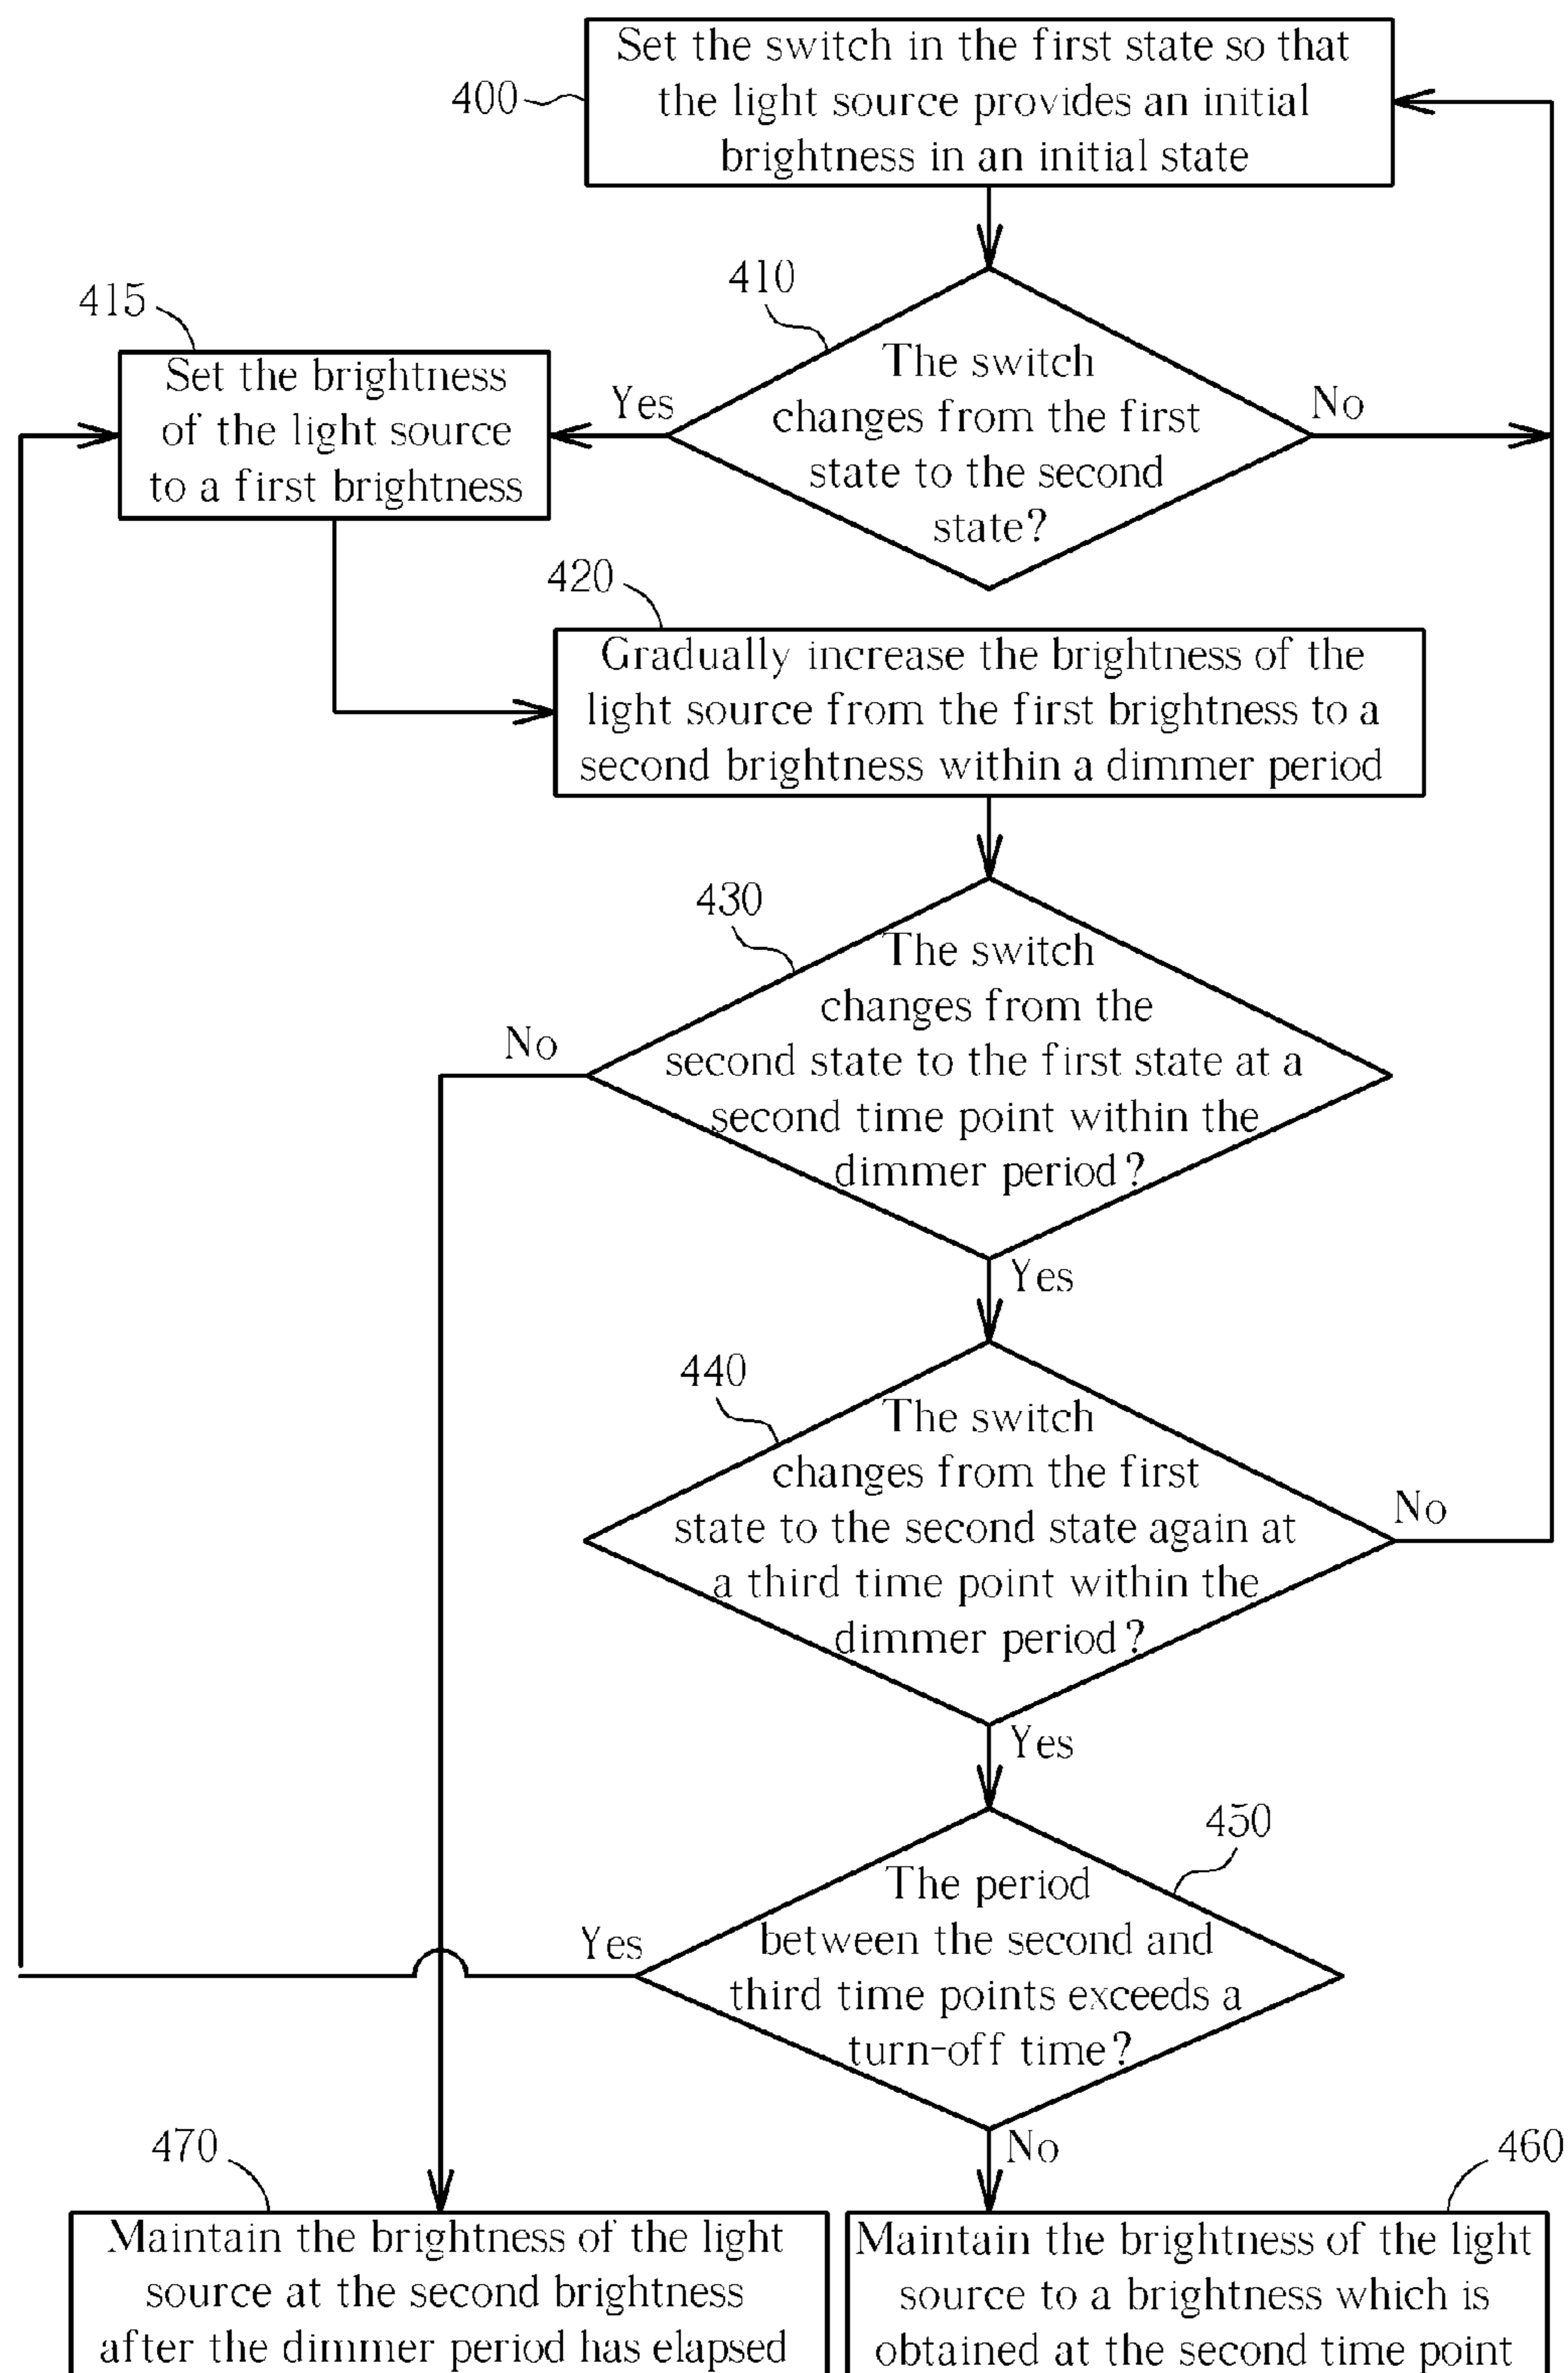 Set the switch in the first state so that
the light source provides an initial
brightness in an initial state
400
410
The switch
changes from the first
state to the second
state?
Yes
No
415
Set the brightness
of the light source
to a first brightness
420
Gradually increase the brightness of the
light source from the first brightness to a
second brightness within a dimmer period
430
The switch
changes from the
second state to the first state at a
second time point within the
dimmer period?
No
Yes
440
The switch
changes from the first
state to the second state again at
a third time point within the
dimmer period?
No
Yes
450
The period
between the second and
third time points exceeds a
turn-off time?
Yes
No
470
Maintain the brightness of the light
source at the second brightness
after the dimmer period has elapsed
460
Maintain the brightness of the light
source to a brightness which is
obtained at the second time point